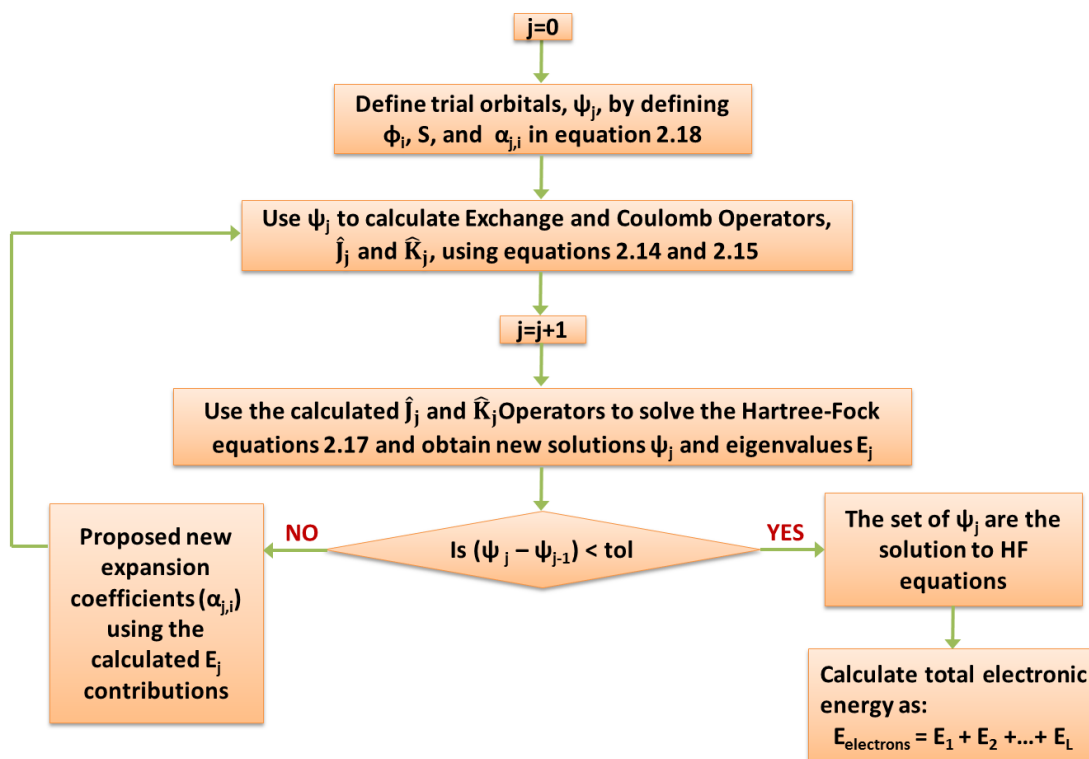 j=0
Define trial orbitals, ψj, by defining
ϕi, S, and αj,i in equation 2.18
Use ψj to calculate Exchange and Coulomb Operators,
Ĵj and K̂j, using equations 2.14 and 2.15
j=j+1
Use the calculated Ĵj and K̂j Operators to solve the Hartree-Fock
equations 2.17 and obtain new solutions ψj and eigenvalues Ej
Is (ψj – ψj-1) < tol
NO
YES
Proposed new
expansion
coefficients (αj,i)
using the
calculated Ej
contributions
The set of ψj are the
solution to HF
equations
Calculate total electronic
energy as:
Eelectrons = E1 + E2 +...+ EL